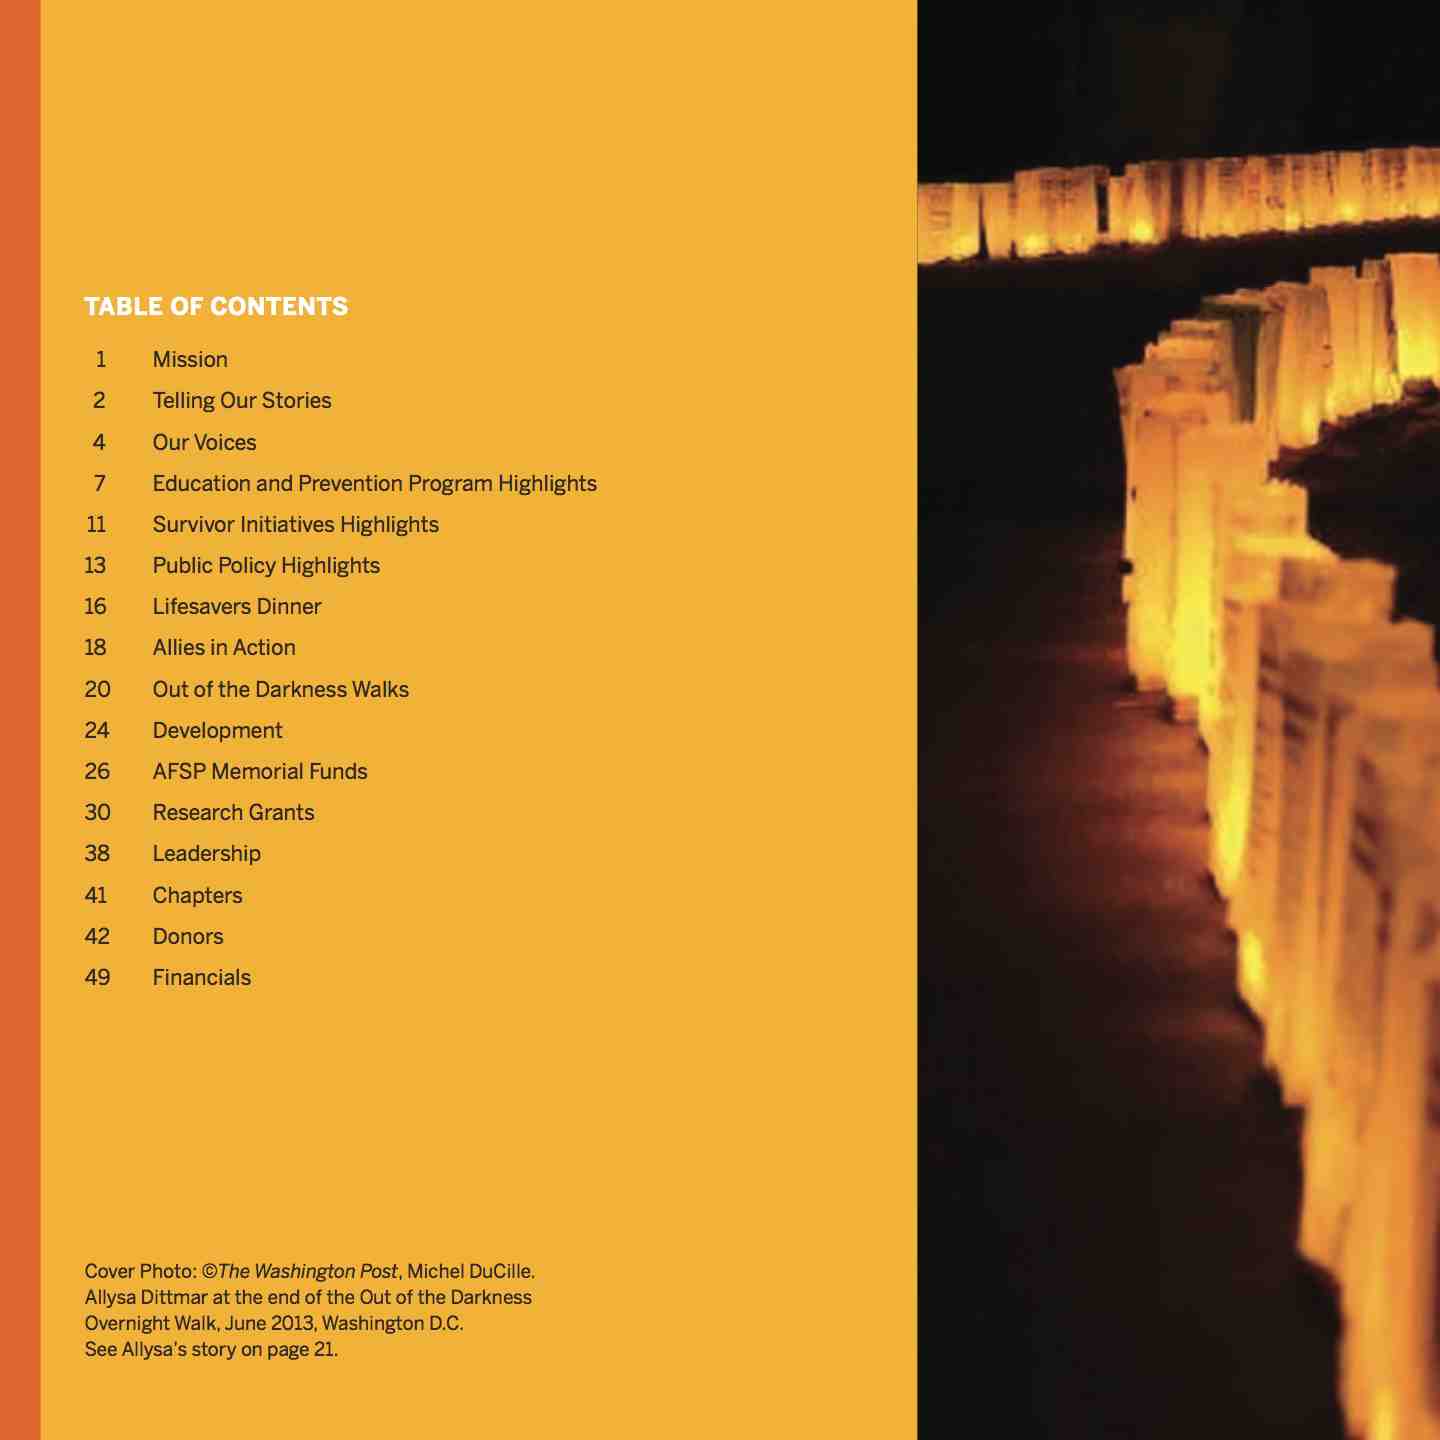 TABLE OF CONTENTS
1 Mission
2 Telling Our Stories
4 Our Voices
7 Education and Prevention Program Highlights
11 Survivor Initiatives Highlights
13 Public Policy Highlights
16 Lifesavers Dinner
18 Allies in Action
20 Out of the Darkness Walks
24 Development
26 AFSP Memorial Funds
30 Research Grants
38 Leadership
41 Chapters
42 Donors
49 Financials
Cover Photo: ©The Washington Post, Michel DuCille.
Allysa Dittmar at the end of the Out of the Darkness
Overnight Walk, June 2013, Washington D.C.
See Allysa's story on page 21.